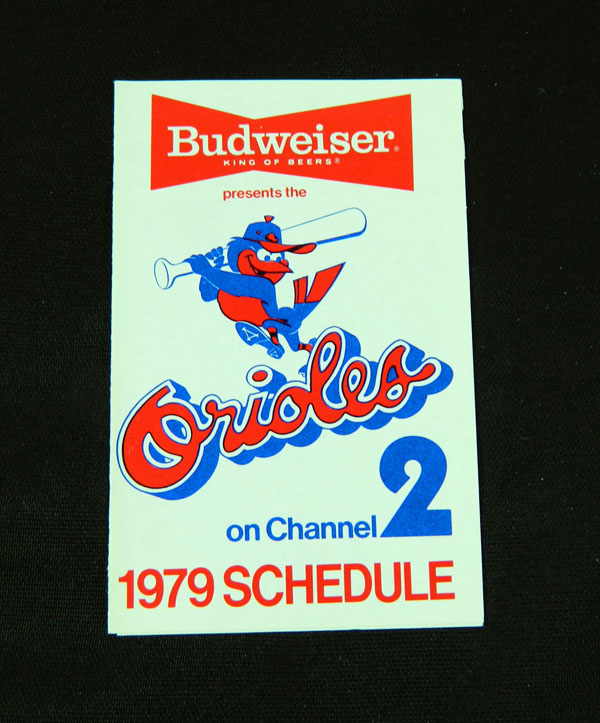 Budweiser®
KING OF BEERS®
presents the
Orioles
on Channel 2
1979 SCHEDULE